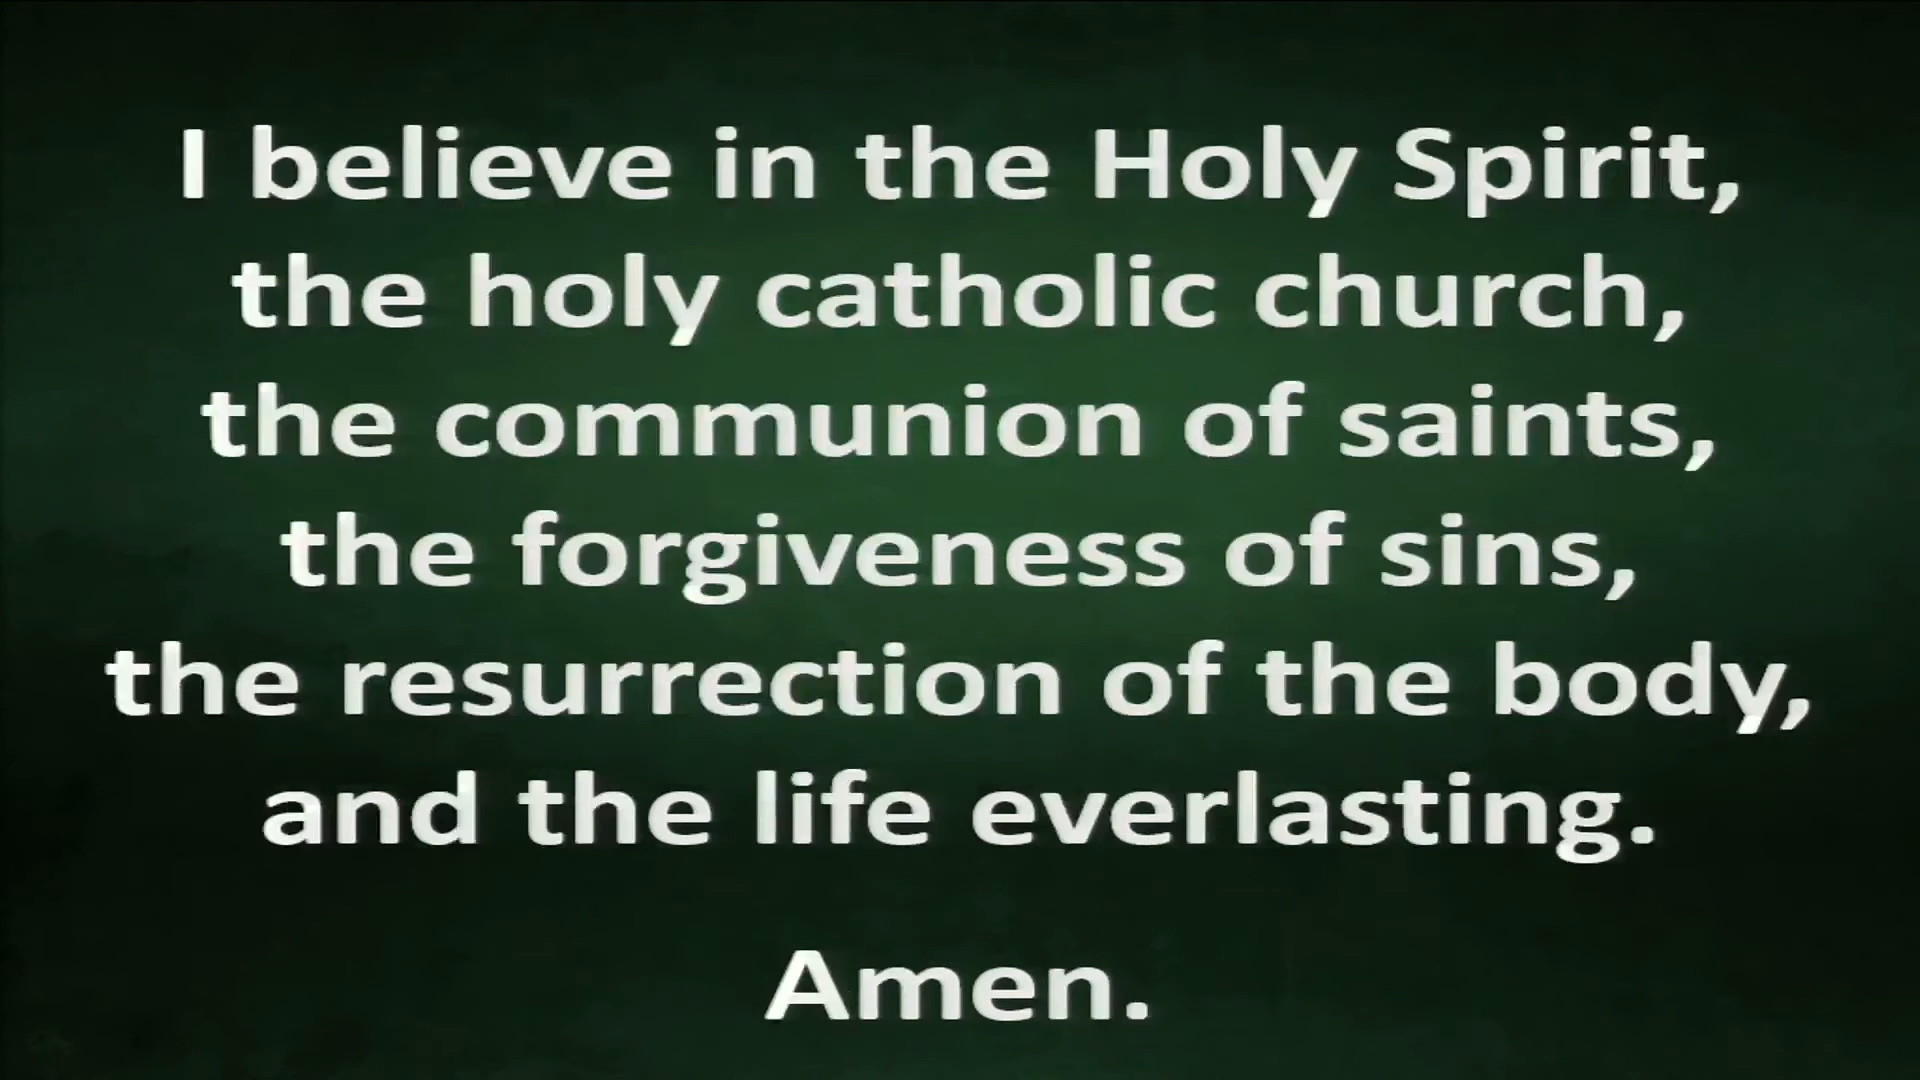 I believe in the Holy Spirit,
the holy catholic church,
the communion of saints,
the forgiveness of sins,
the resurrection of the body,
and the life everlasting.
Amen.